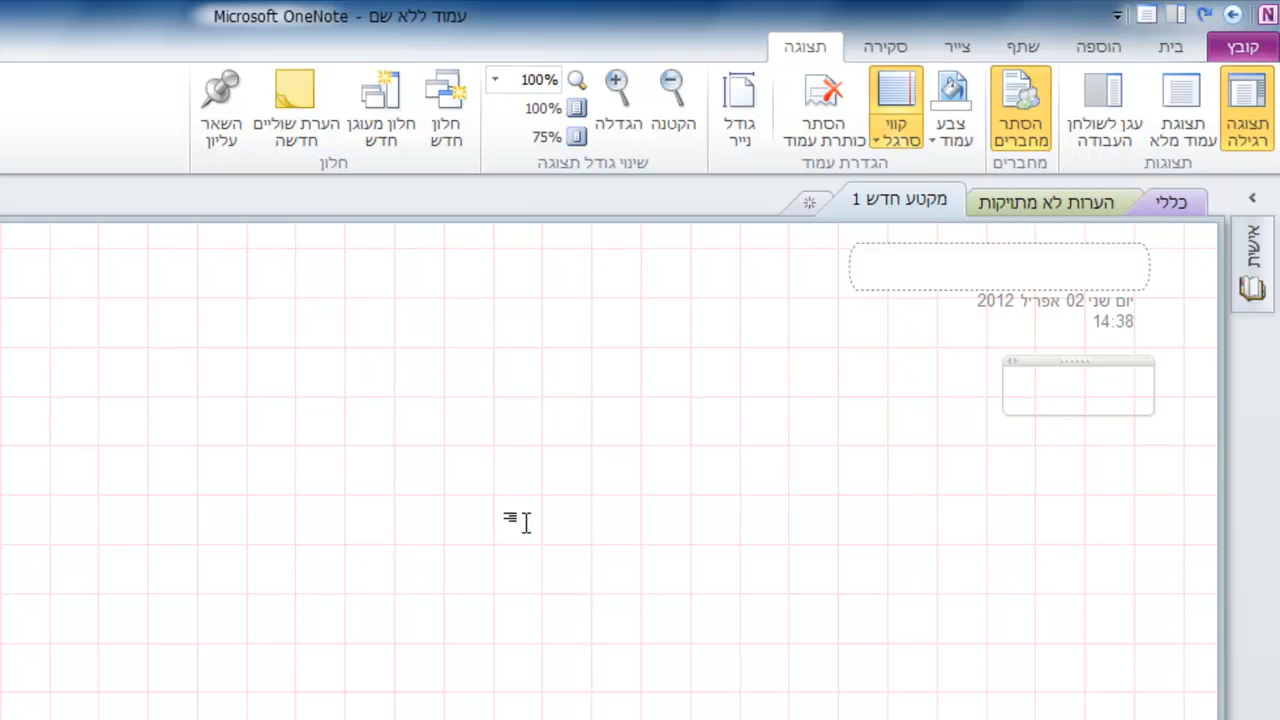 עמוד ללא שם - Microsoft OneNote
קובץ בית הוספה שתף צייר סקירה תצוגה
תצוגה רגילה
תצוגת עמוד מלא
עגן לשולחן העבודה
תצוגות
הסתר מחברים
מחברים
צבע עמוד
קווי סרגל
הסתר כותרת עמוד
הגדרת עמוד
גודל נייר
הקטנה
הגדלה
100%
100%
75%
שינוי גודל תצוגה
חלון חדש
חלון מעוגן חדש
הערת שוליים חדשה
השאר עליון
חלון
כללי הערות לא מתויקות מקטע חדש 1
אישית
יום שני 02 אפריל 2012
14:38